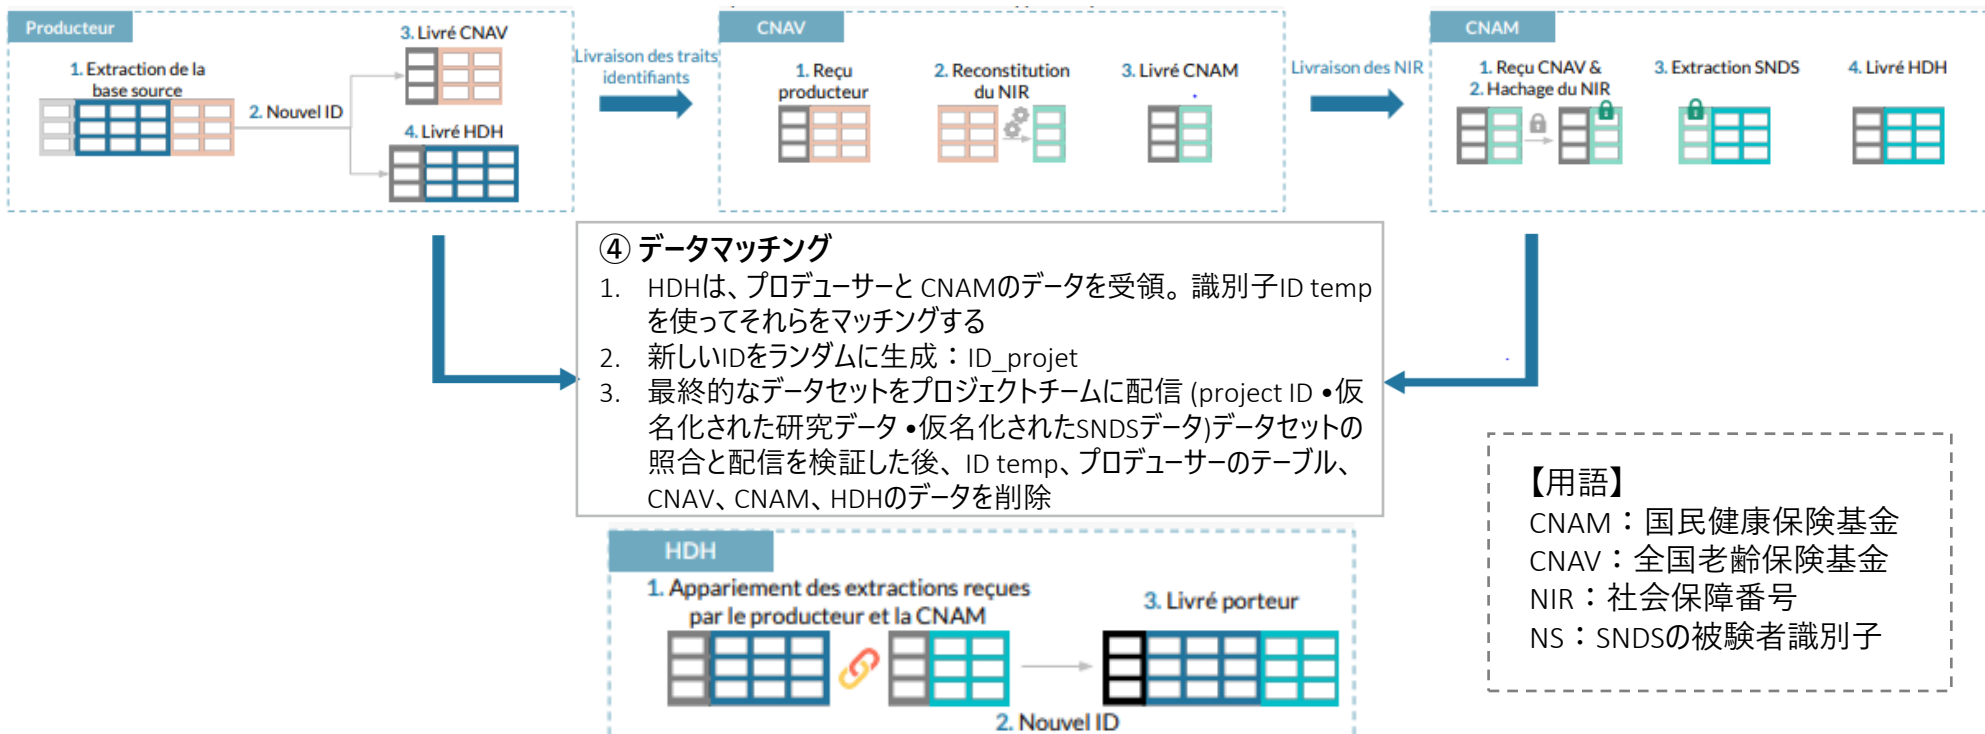 Producteur
1. Extraction de la
base source
2. Nouvel ID
3. Livré CNAV
4. Livré HDH
Livraison des traits
identifiants
CNAV
1. Reçu
producteur
2. Reconstitution
du NIR
3. Livré CNAM
Livraison des NIR
CNAM
1. Reçu CNAV &
2. Hachage du NIR
3. Extraction SNDS
4. Livré HDH
④ データマッチング
1. HDHは、プロデューサーと CNAMのデータを受領。識別子ID temp
を使ってそれらをマッチングする
2. 新しいIDをランダムに生成：ID_projet
3. 最終的なデータセットをプロジェクトチームに配信 (project ID •仮
名化された研究データ •仮名化されたSNDSデータ)データセットの
照合と配信を検証した後、ID temp、プロデューサーのテーブル、
CNAV、CNAM、HDHのデータを削除
HDH
1. Appariement des extractions reçues
par le producteur et la CNAM
3. Livré porteur
2. Nouvel ID
【用語】
CNAM：国民健康保険基金
CNAV：全国老齢保険基金
NIR：社会保障番号
NS：SNDSの被験者識別子